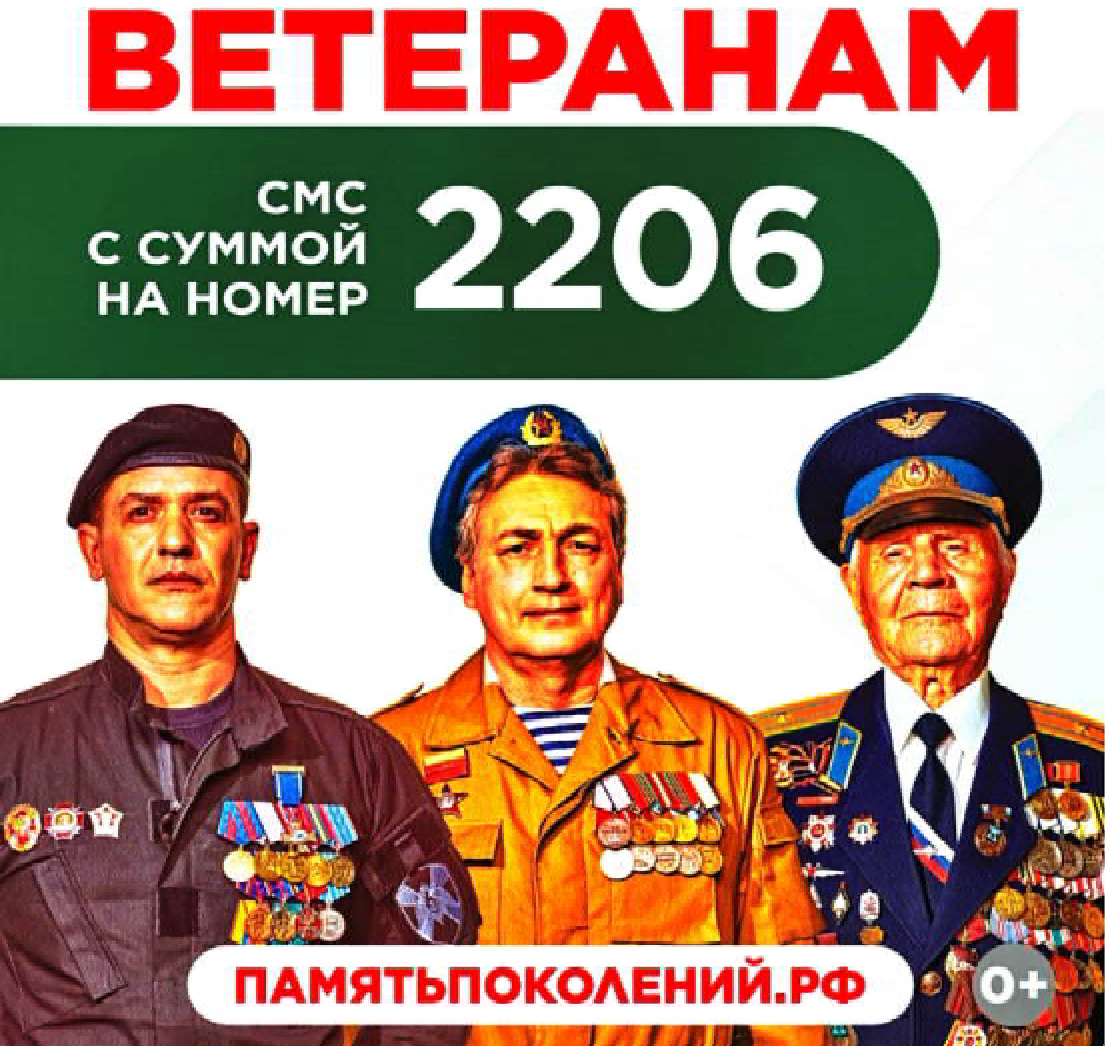 ВЕТЕРАНАМ
СМС
С СУММОЙ
НА НОМЕР
2206
ПАМЯТЬПОКОЛЕНИЙ.РФ
0+